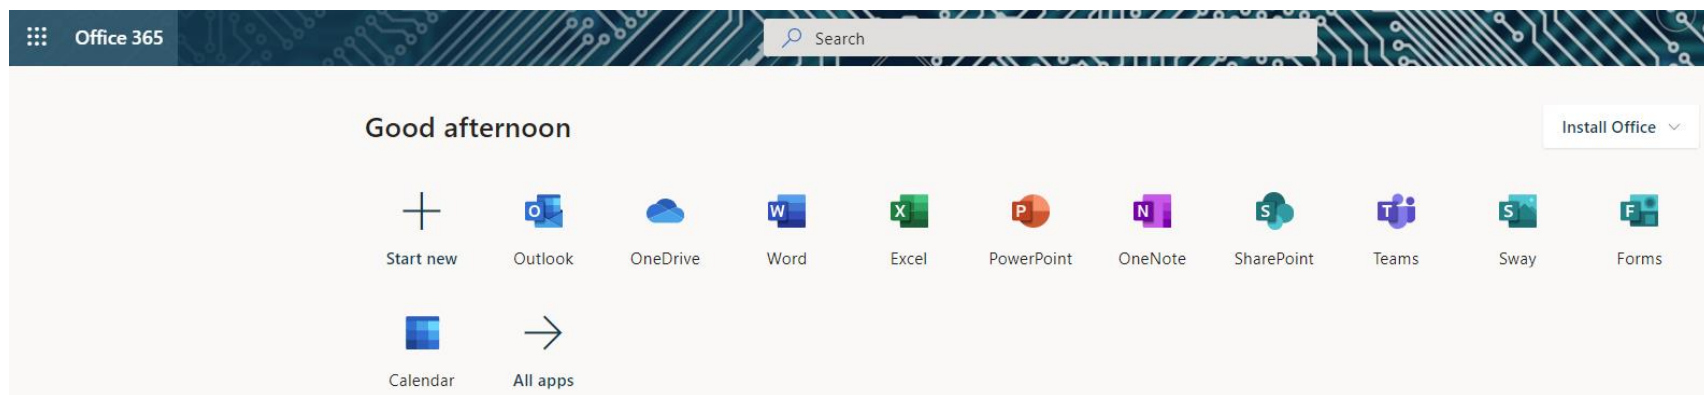 Office 365
Search
Good afternoon
Install Office
Start new
Outlook
OneDrive
Word
Excel
PowerPoint
OneNote
SharePoint
Teams
Sway
Forms
Calendar
All apps